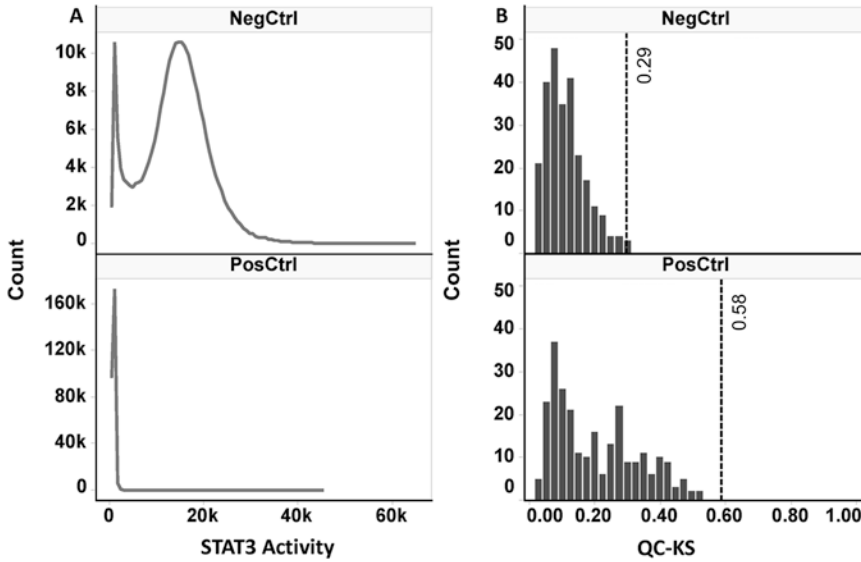 A
NegCtrl
10k
8k
6k
4k
2k
0
PosCtrl
160k
120k
80k
40k
0
0
20k
40k
60k
Count
STAT3 Activity
B
NegCtrl
50
40
30
20
10
0
0.29
PosCtrl
50
40
30
20
10
0
0.58
0.00
0.20
0.40
0.60
0.80
1.00
Count
QC-KS